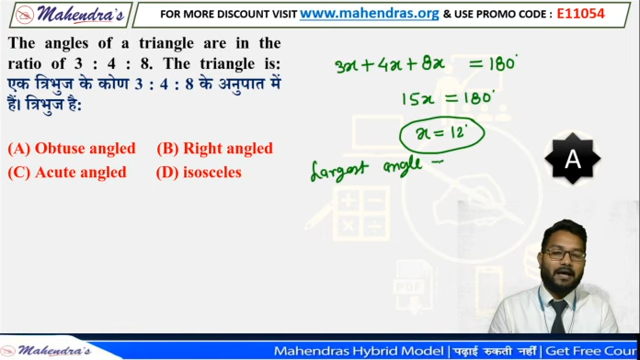 Mahendra's
FOR MORE DISCOUNT VISIT www.mahendras.org & USE PROMO CODE : E11054
The angles of a triangle are in the
ratio of 3 : 4 : 8. The triangle is:
एक त्रिभुज के कोण 3 : 4 : 8 के अनुपात में
हैं। त्रिभुज है:
(A) Obtuse angled (B) Right angled
(C) Acute angled (D) isosceles
3x + 4x + 8x = 180°
15x = 180°
x = 12°
Largest angle -
A
Mahendra's
Mahendras Hybrid Model | पढ़ाई रुकती नहीं | Get Free Cour